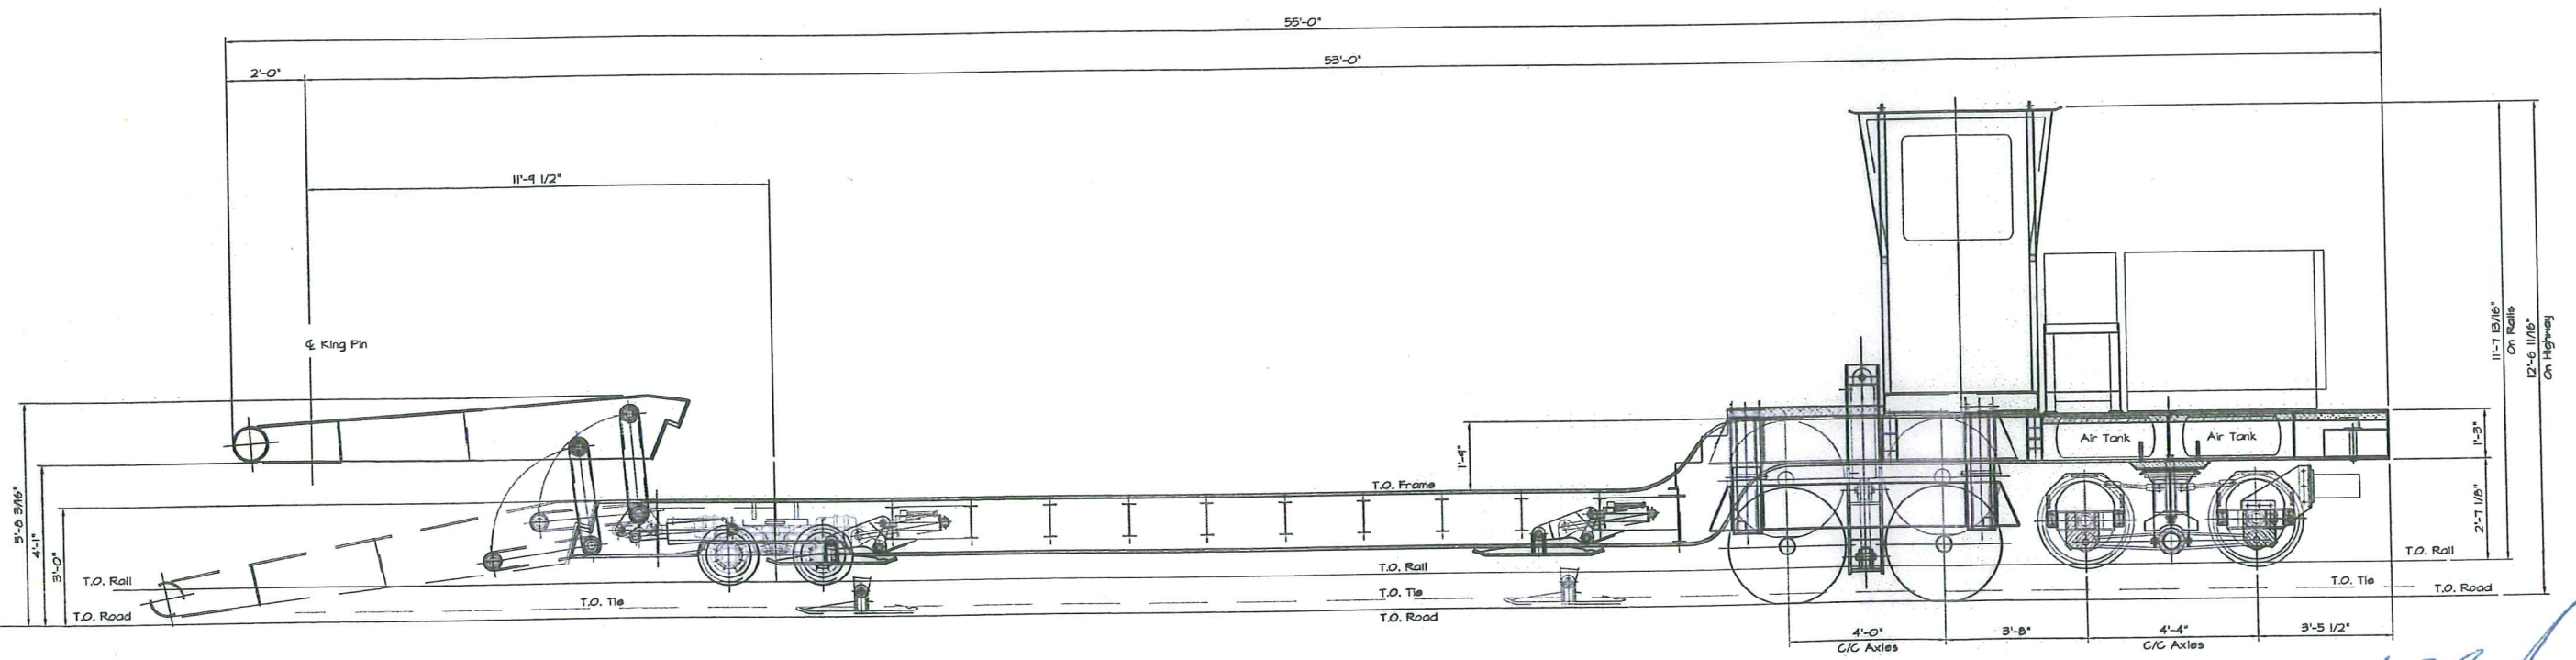 55'-0"
2'-0"
53'-0"
11'-9 1/2"
℄ King Pin
11'-7 13/16"
On Rails
12'-6 11/16"
On Highway
5'-8 3/16"
4'-1"
3'-0"
1'-9"
T.O. Frame
Air Tank
Air Tank
1'-3"
2'-7 1/8"
T.O. Rail
T.O. Rail
T.O. Rail
T.O. Tie
T.O. Tie
T.O. Tie
T.O. Road
T.O. Road
T.O. Road
4'-0"
C/C Axles
3'-8"
4'-4"
C/C Axles
3'-5 1/2"